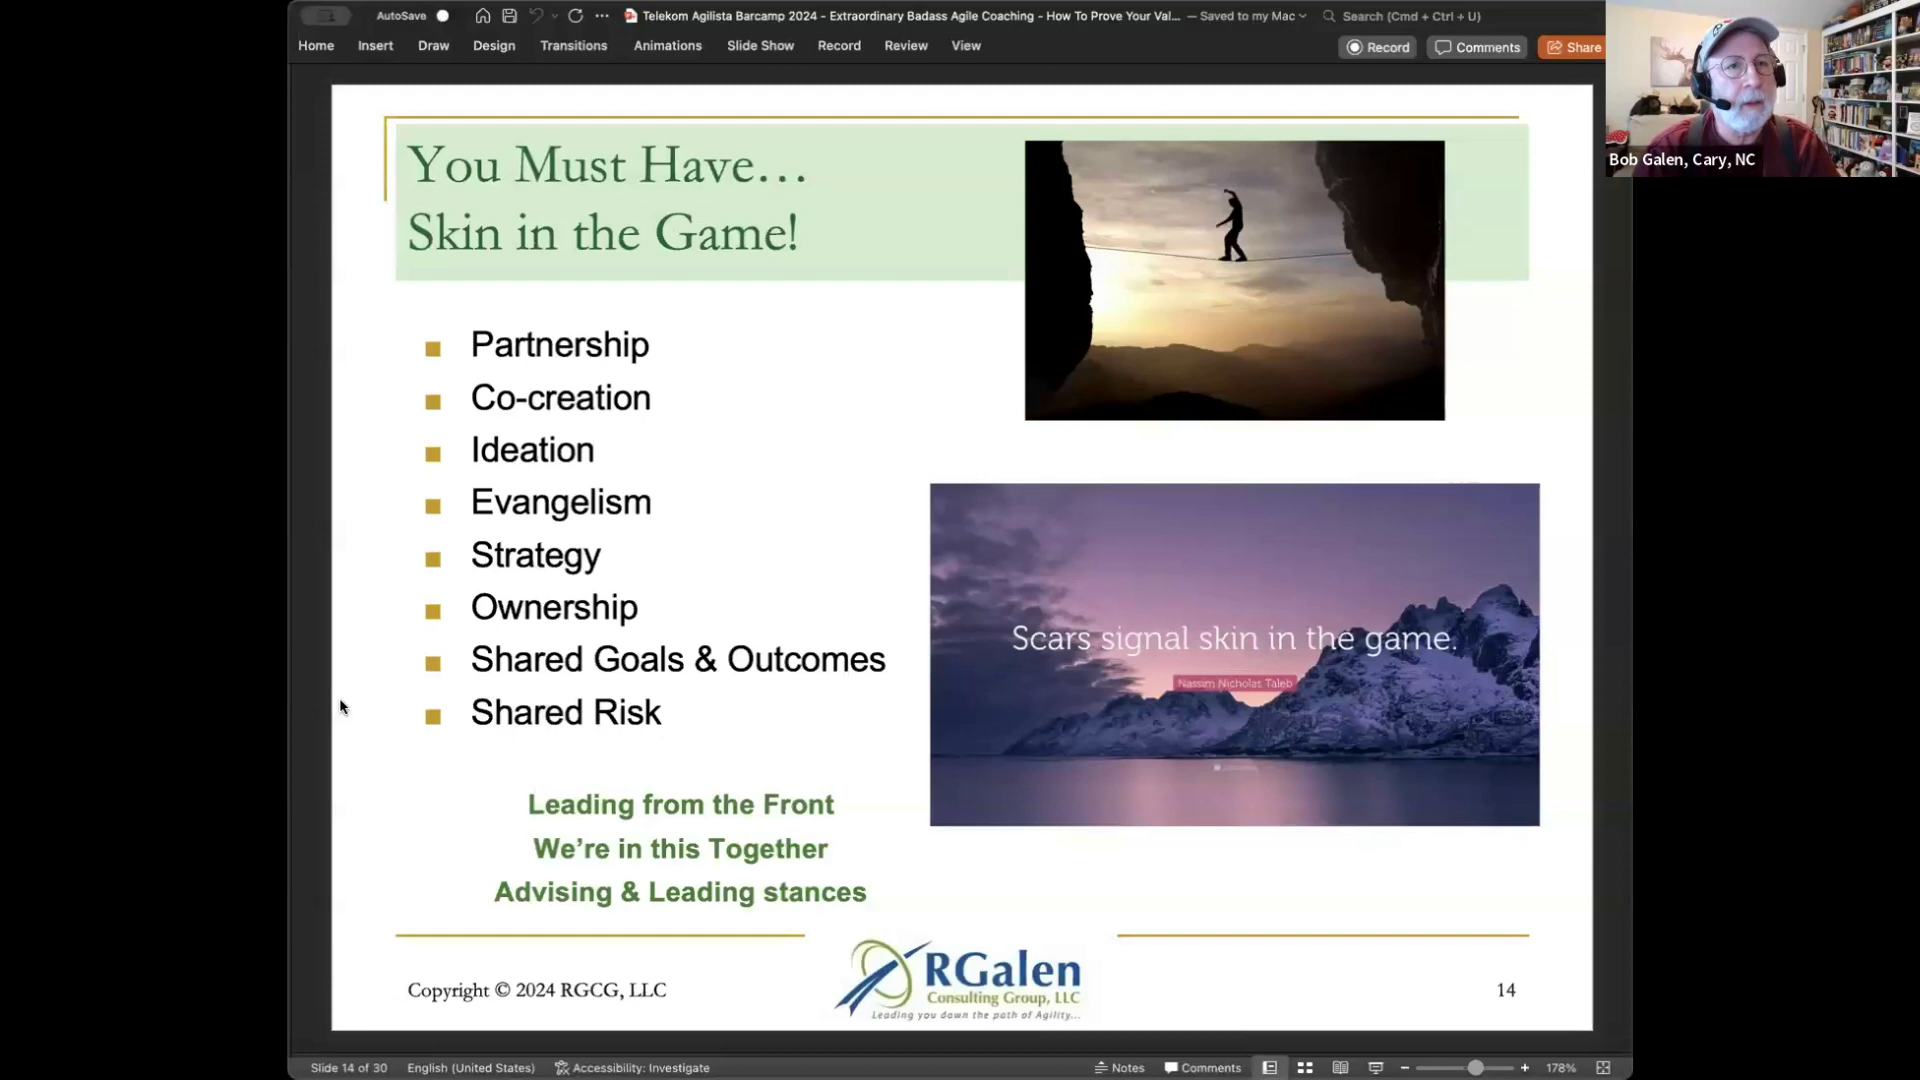 AutoSave
Telekom Agilista Barcamp 2024 - Extraordinary Badass Agile Coaching - How To Prove Your Val... — Saved to my Mac
Search (Cmd + Ctrl + U)
Home Insert Draw Design Transitions Animations Slide Show Record Review View
Record Comments Share
Bob Galen, Cary, NC
You Must Have...
Skin in the Game!
Partnership
Co-creation
Ideation
Evangelism
Strategy
Ownership
Shared Goals & Outcomes
Shared Risk
Scars signal skin in the game.
Nassim Nicholas Taleb
Leading from the Front
We’re in this Together
Advising & Leading stances
Copyright © 2024 RGCG, LLC
RGalen
Consulting Group, LLC
Leading you down the path of Agility...
14
Slide 14 of 30 English (United States) Accessibility: Investigate
Notes Comments 178%